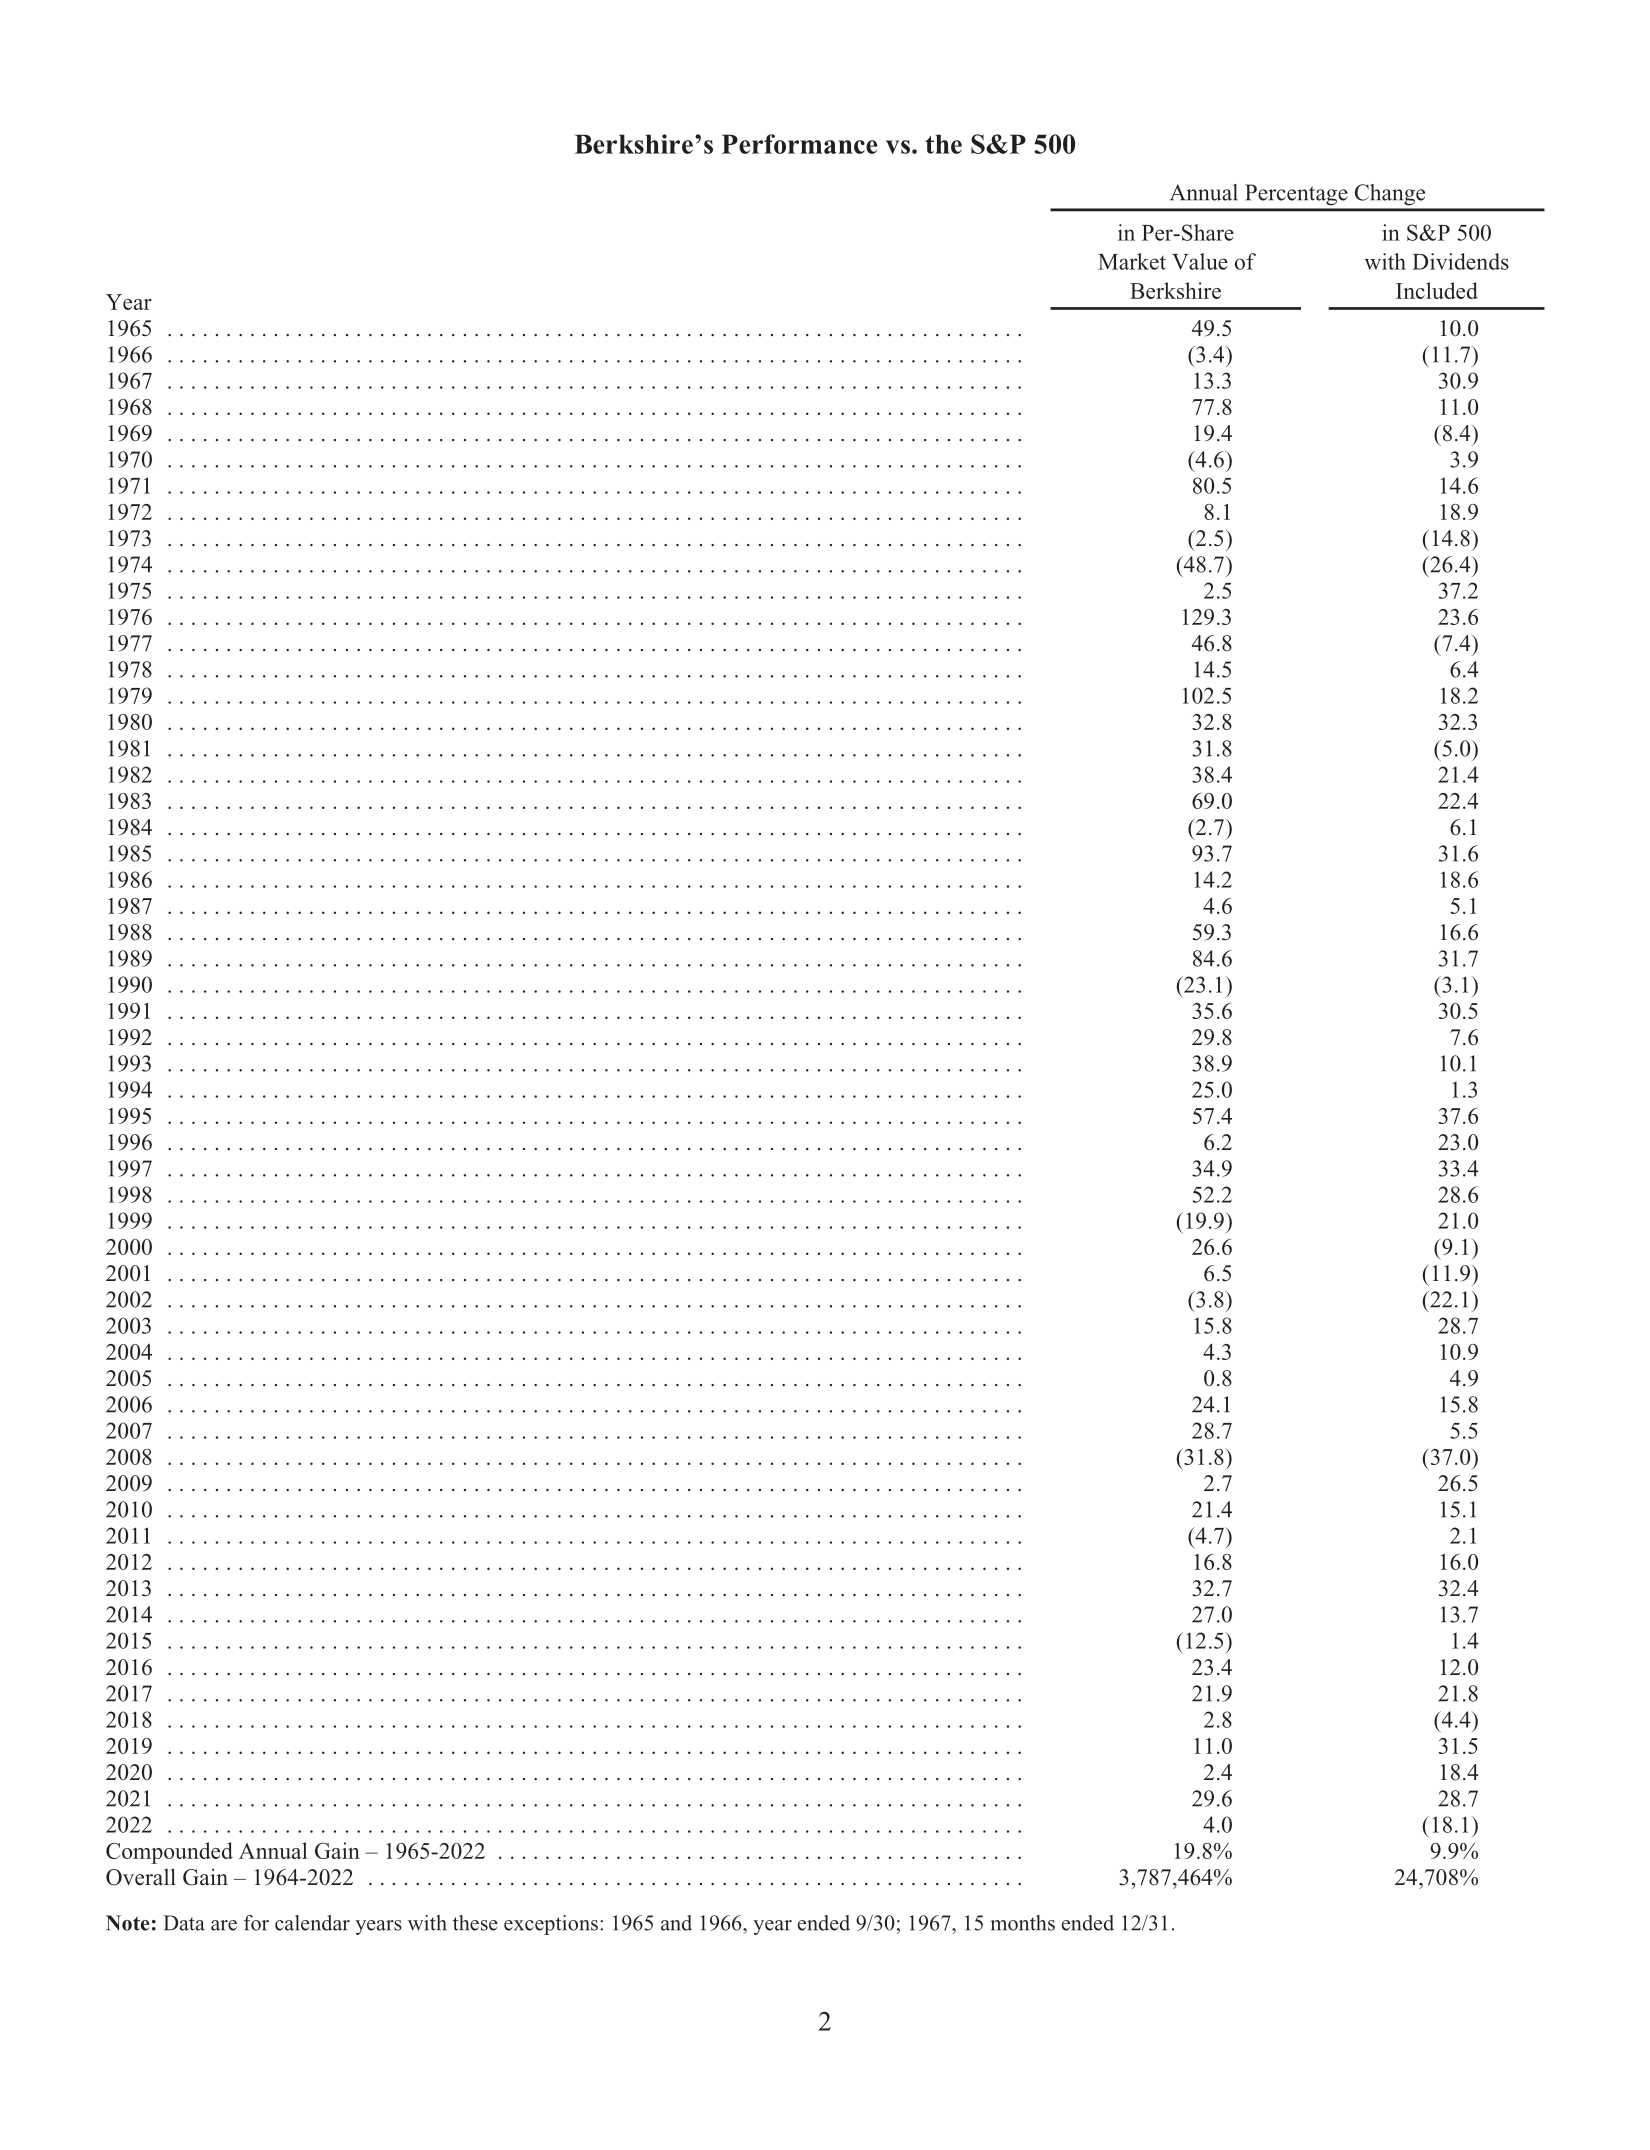 Berkshire's Performance vs. the S&P 500
Annual Percentage Change
in Per-Share Market Value of Berkshire
in S&P 500 with Dividends Included
Year
1965 49.5 10.0
1966 (3.4) (11.7)
1967 13.3 30.9
1968 77.8 11.0
1969 19.4 (8.4)
1970 (4.6) 3.9
1971 80.5 14.6
1972 8.1 18.9
1973 (2.5) (14.8)
1974 (48.7) (26.4)
1975 2.5 37.2
1976 129.3 23.6
1977 46.8 (7.4)
1978 14.5 6.4
1979 102.5 18.2
1980 32.8 32.3
1981 31.8 (5.0)
1982 38.4 21.4
1983 69.0 22.4
1984 (2.7) 6.1
1985 93.7 31.6
1986 14.2 18.6
1987 4.6 5.1
1988 59.3 16.6
1989 84.6 31.7
1990 (23.1) (3.1)
1991 35.6 30.5
1992 29.8 7.6
1993 38.9 10.1
1994 25.0 1.3
1995 57.4 37.6
1996 6.2 23.0
1997 34.9 33.4
1998 52.2 28.6
1999 (19.9) 21.0
2000 26.6 (9.1)
2001 6.5 (11.9)
2002 (3.8) (22.1)
2003 15.8 28.7
2004 4.3 10.9
2005 0.8 4.9
2006 24.1 15.8
2007 28.7 5.5
2008 (31.8) (37.0)
2009 2.7 26.5
2010 21.4 15.1
2011 (4.7) 2.1
2012 16.8 16.0
2013 32.7 32.4
2014 27.0 13.7
2015 (12.5) 1.4
2016 23.4 12.0
2017 21.9 21.8
2018 2.8 (4.4)
2019 11.0 31.5
2020 2.4 18.4
2021 29.6 28.7
2022 4.0 (18.1)
Compounded Annual Gain – 1965-2022 19.8% 9.9%
Overall Gain – 1964-2022 3,787,464% 24,708%
Note: Data are for calendar years with these exceptions: 1965 and 1966, year ended 9/30; 1967, 15 months ended 12/31.
2